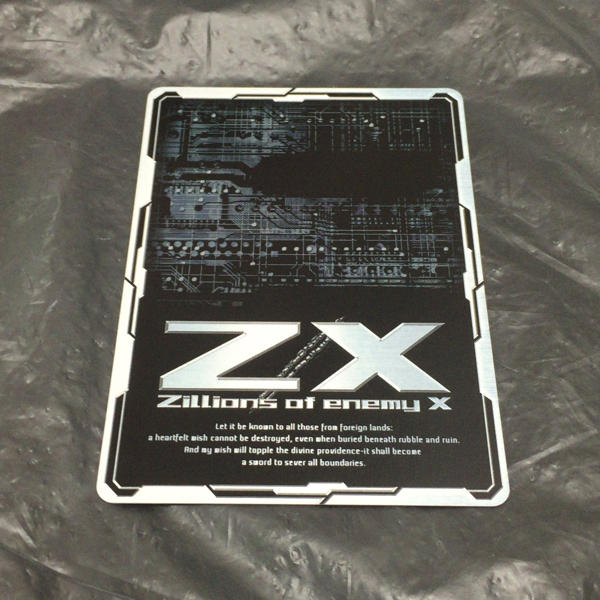 Z/X
Zillions of enemy X
Let it be known to all those from foreign lands:
a heartfelt wish cannot be destroyed, even when buried beneath rubble and ruin.
And my wish will topple the divine providence-it shall become
a sword to sever all boundaries.